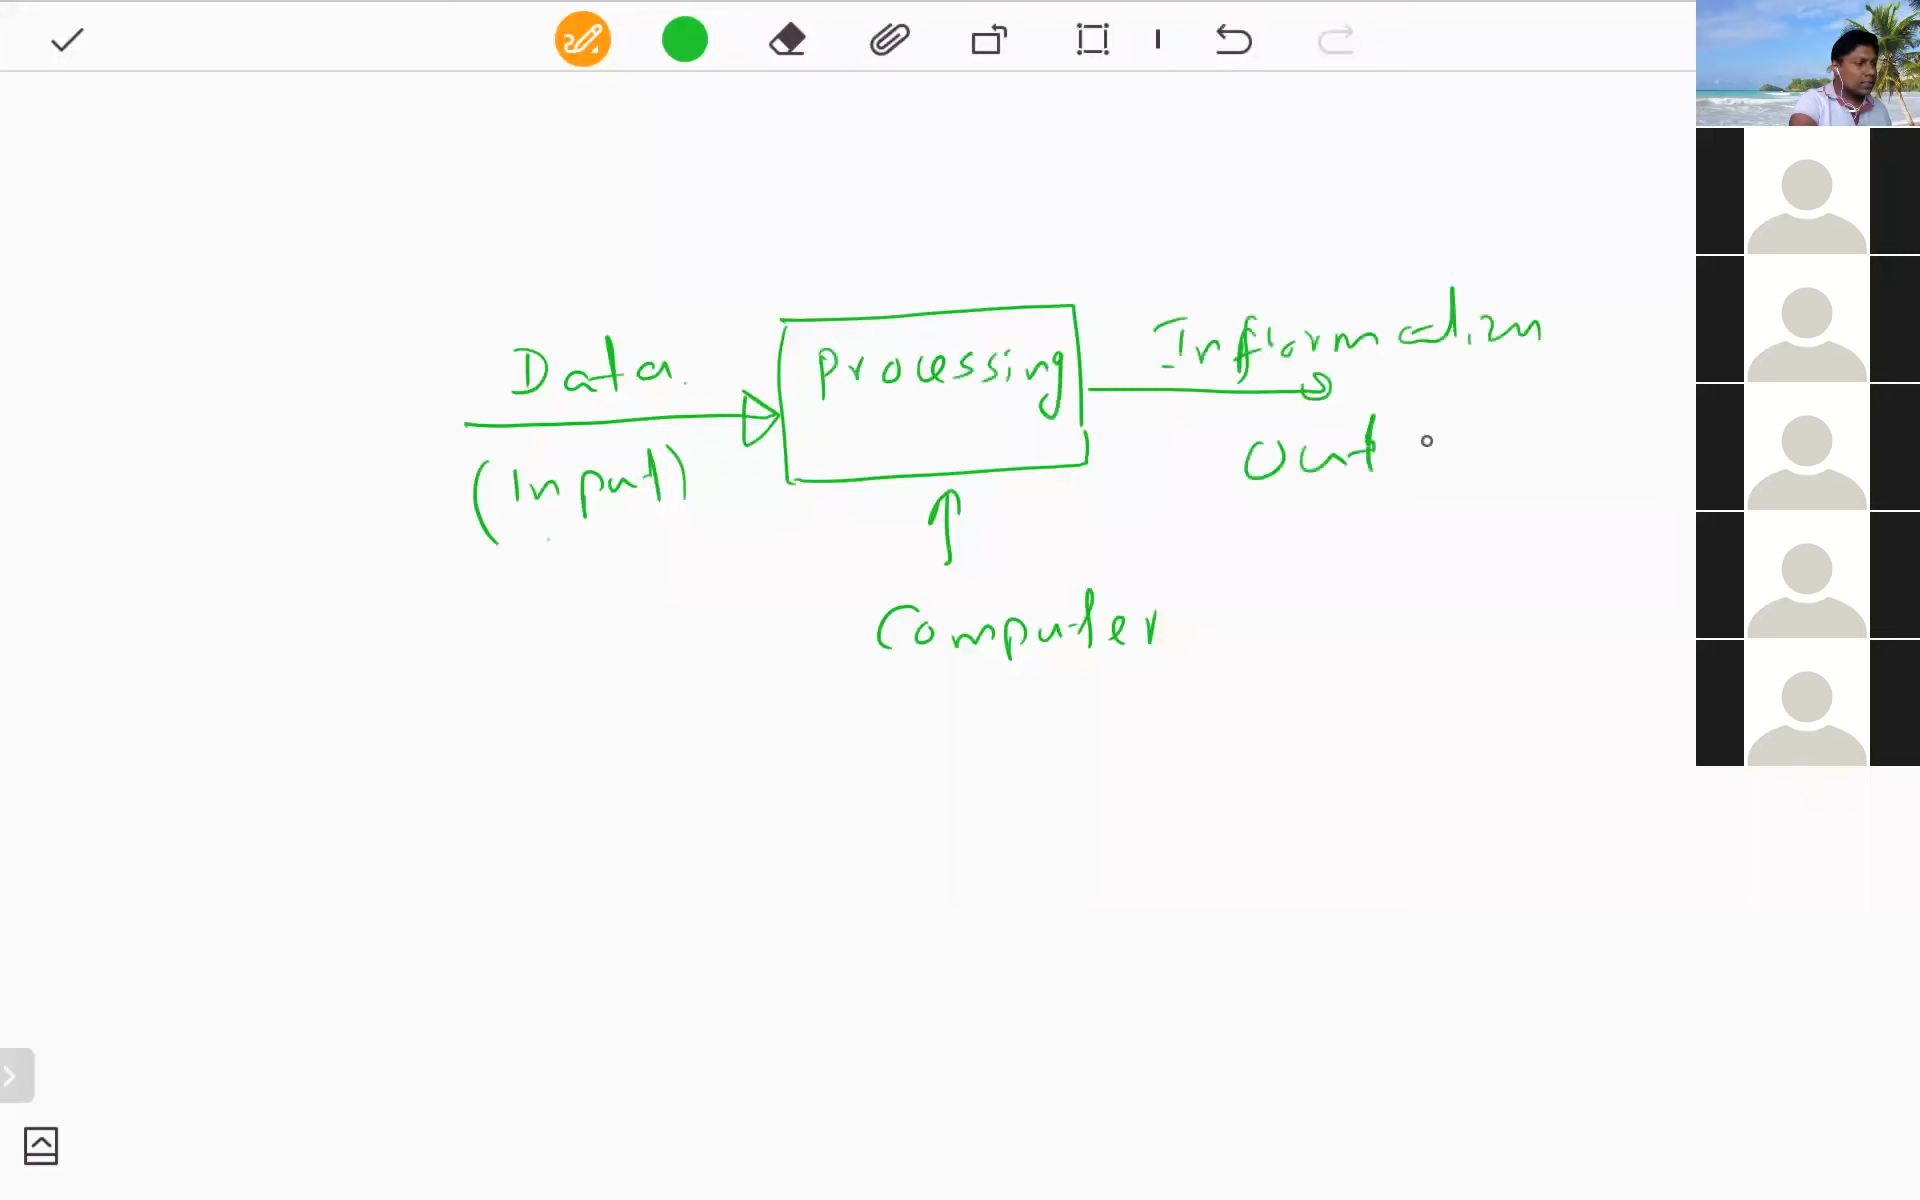 Data
(Input)
processing
Information
Out
Computer